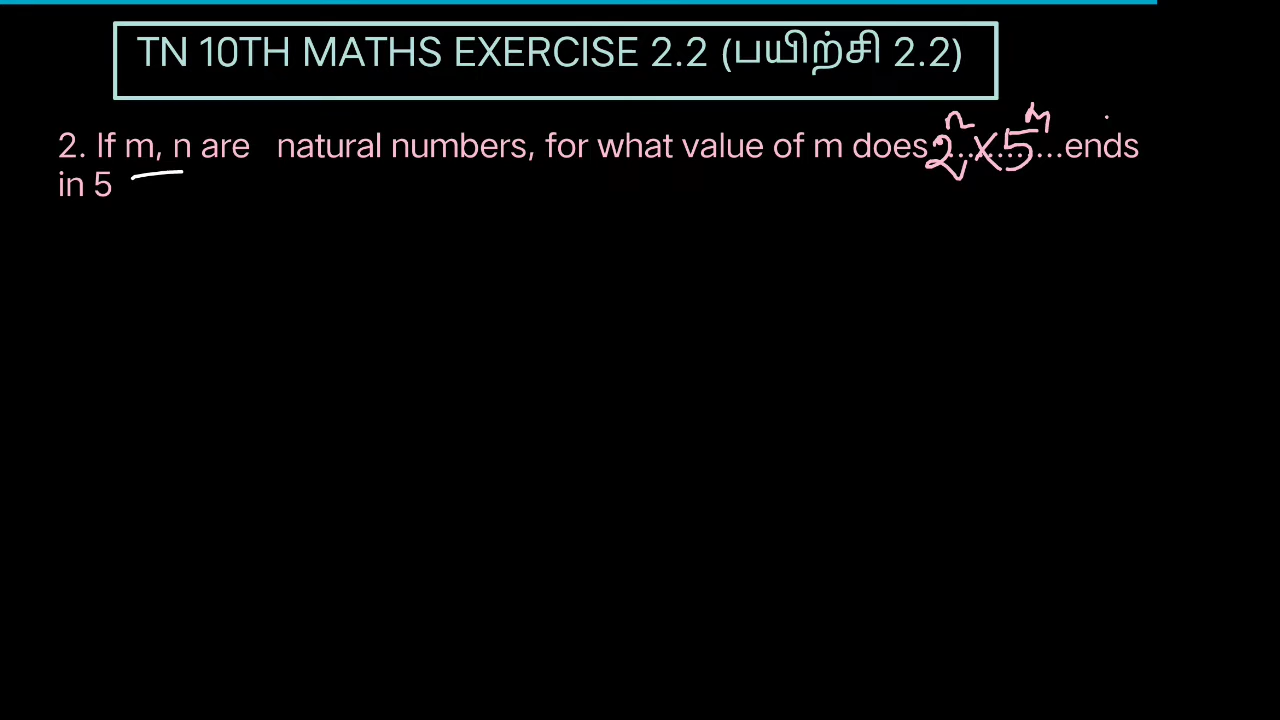 TN 10TH MATHS EXERCISE 2.2 (பயிற்சி 2.2)
2. If m, n are natural numbers, for what value of m does 2ⁿ × 5ᵐ ends
in 5